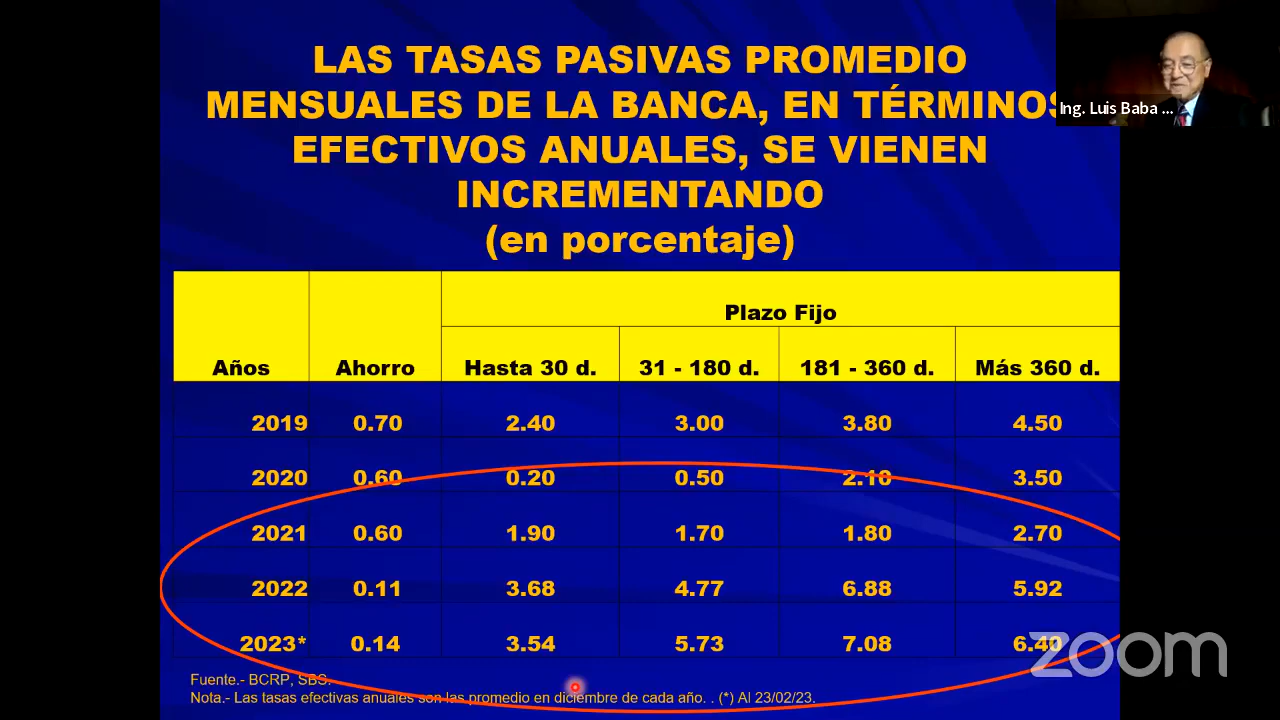 LAS TASAS PASIVAS PROMEDIO
MENSUALES DE LA BANCA, EN TÉRMINOS
EFECTIVOS ANUALES, SE VIENEN
INCREMENTANDO
(en porcentaje)
Ing. Luis Baba ...
Plazo Fijo
Años Ahorro Hasta 30 d. 31 - 180 d. 181 - 360 d. Más 360 d.
2019 0.70 2.40 3.00 3.80 4.50
2020 0.60 0.20 0.50 2.10 3.50
2021 0.60 1.90 1.70 1.80 2.70
2022 0.11 3.68 4.77 6.88 5.92
2023* 0.14 3.54 5.73 7.08 6.40
zoom
Fuente.- BCRP, SBS.
Nota.- Las tasas efectivas anuales son las promedio en diciembre de cada año. . (*) Al 23/02/23.